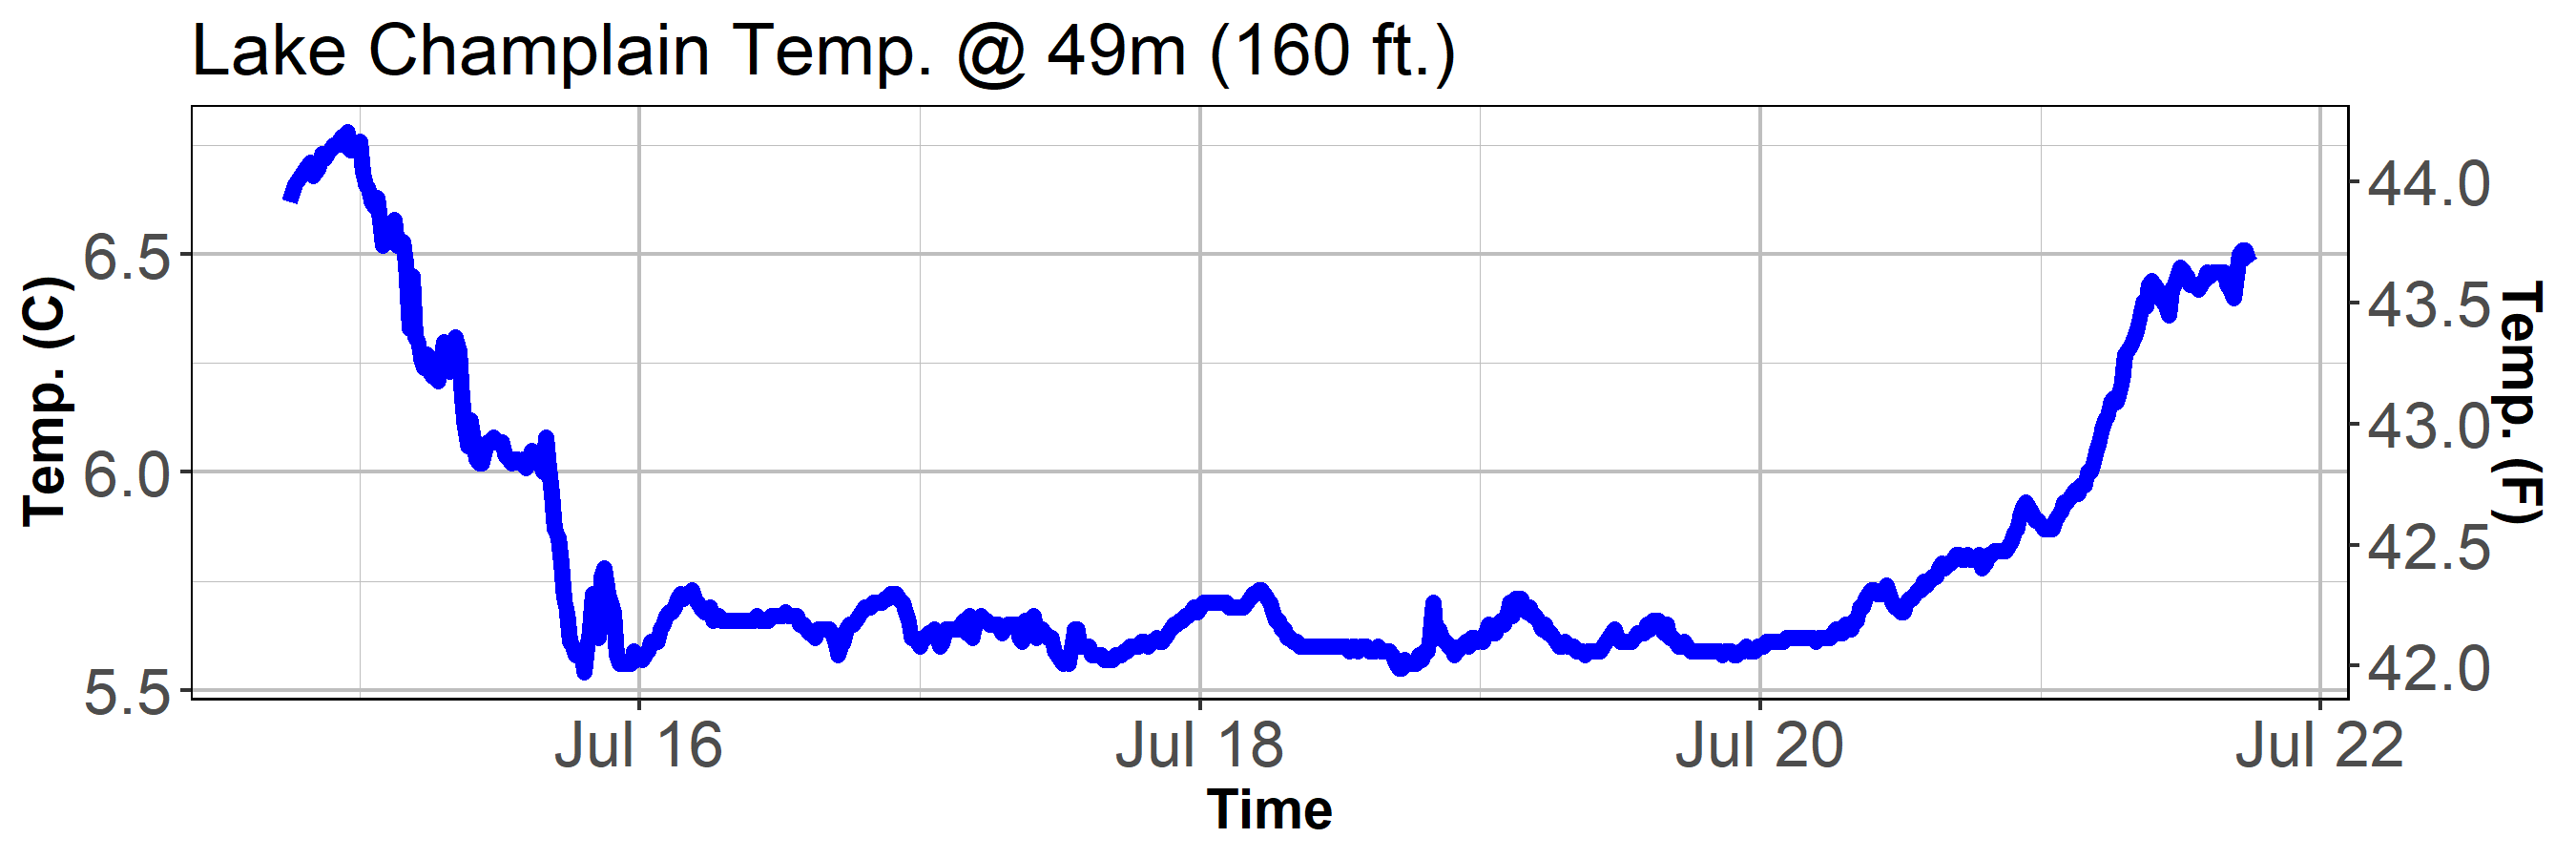 Lake Champlain Temp. @ 49m (160 ft.)
Temp. (C)
6.5
6.0
5.5
44.0
43.5
43.0
42.5
42.0
Temp. (F)
Jul 16 Jul 18 Jul 20 Jul 22
Time